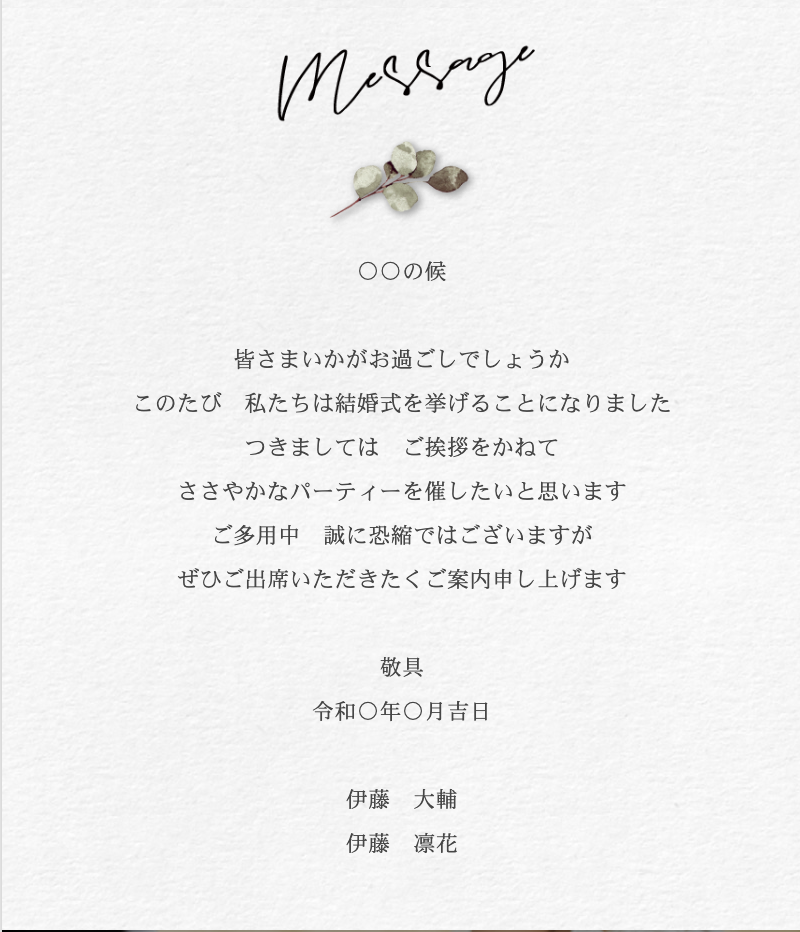 Message
〇〇の候
皆さまいかがお過ごしでしょうか
このたび　私たちは結婚式を挙げることになりました
つきましては　ご挨拶をかねて
ささやかなパーティーを催したいと思います
ご多用中　誠に恐縮ではございますが
ぜひご出席いただきたくご案内申し上げます
敬具
令和〇年〇月吉日
伊藤　大輔
伊藤　凛花